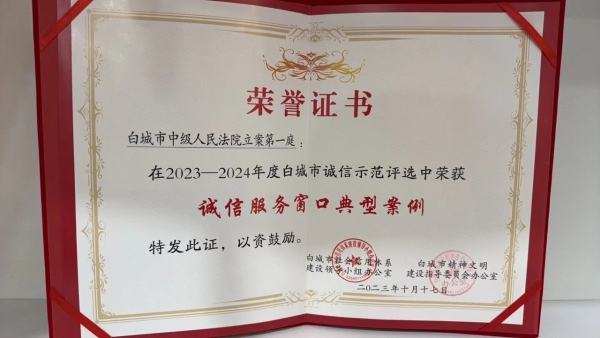 荣誉证书
白城市中级人民法院立案第一庭：
在2023—2024年度白城市诚信示范评选中荣获
诚信服务窗口典型案例
特发此证，以资鼓励。
白城市社会信用体系
建设领导小组办公室
白城市精神文明
建设指导委员会办公室
二〇二三年十月十七日